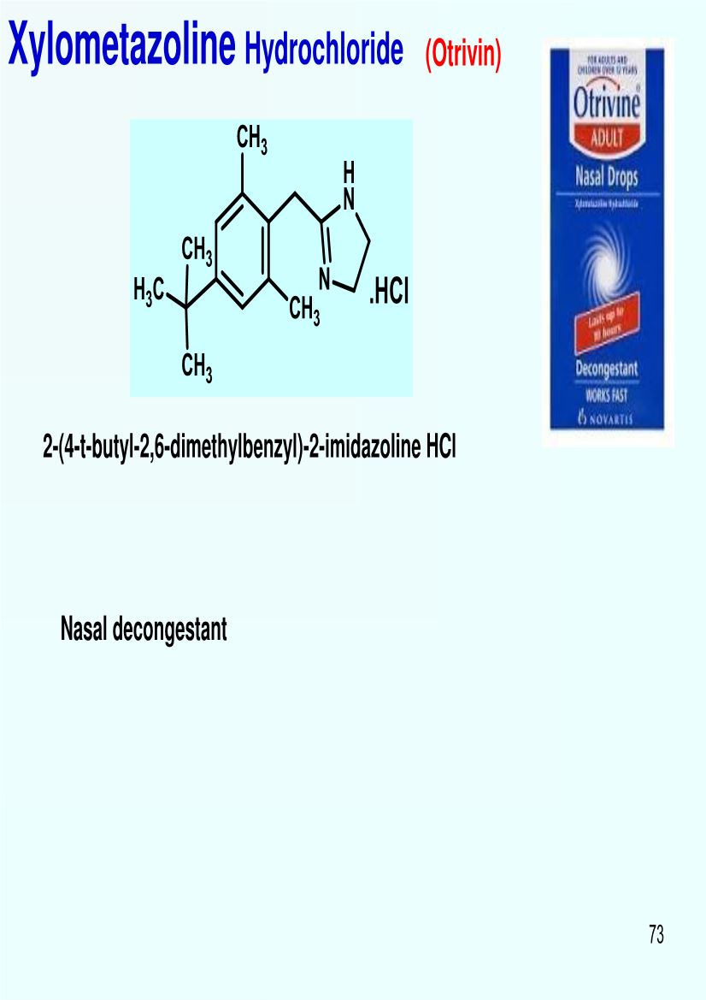 Xylometazoline Hydrochloride (Otrivin)
FOR ADULTS AND
CHILDREN OVER 12 YEARS
Otrivine®
ADULT
Nasal Drops
Xylometazoline Hydrochloride
Lasts up to
10 hours
Decongestant
WORKS FAST
NOVARTIS
CH3
H
N
CH3
H3C
N
.HCl
CH3
CH3
2-(4-t-butyl-2,6-dimethylbenzyl)-2-imidazoline HCl
Nasal decongestant
73